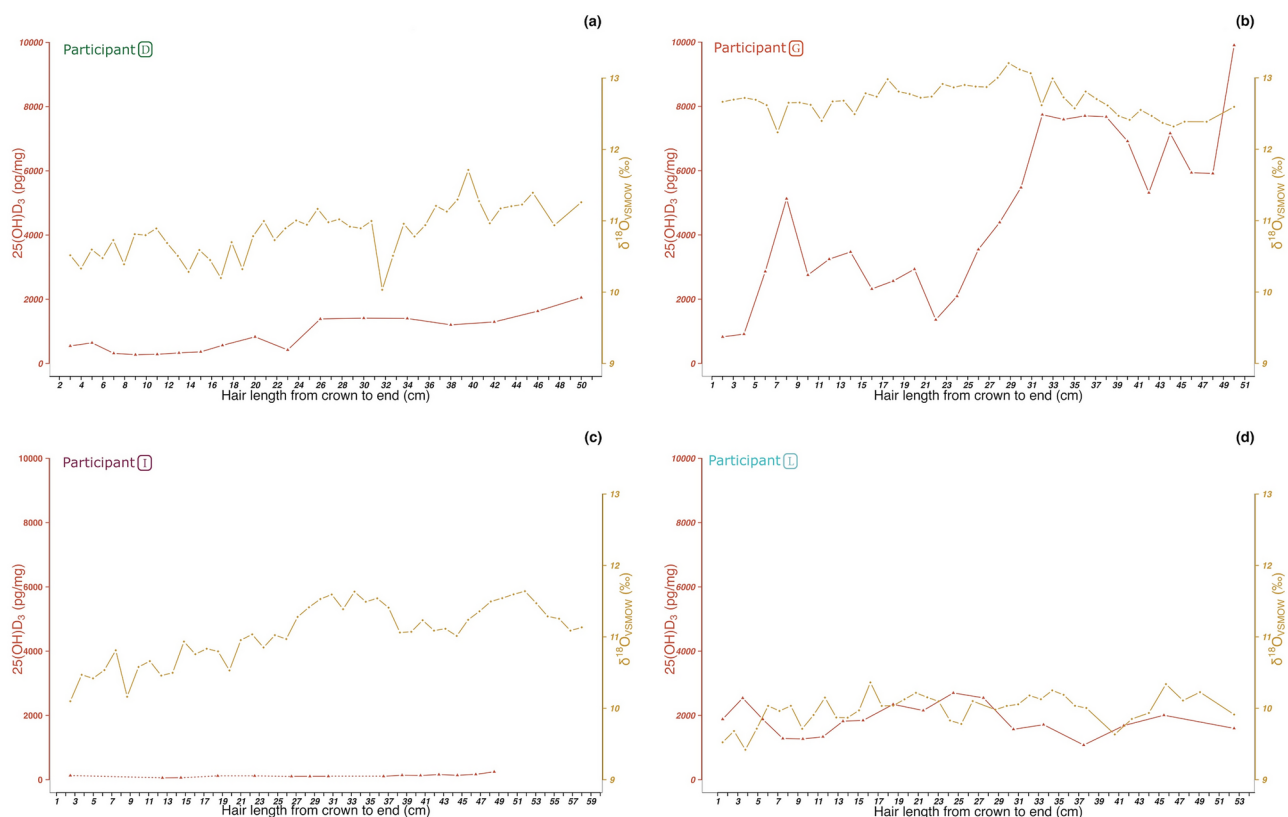 (a)
Participant D
10000
8000
6000
4000
2000
0
25(OH)D₃ (pg/mg)
13
12
11
10
9
δ¹⁸O_VSMOW (‰)
2 4 6 8 10 12 14 16 18 20 22 24 26 28 30 32 34 36 38 40 42 44 46 48 50
Hair length from crown to end (cm)
(b)
Participant G
10000
8000
6000
4000
2000
0
25(OH)D₃ (pg/mg)
13
12
11
10
9
δ¹⁸O_VSMOW (‰)
1 3 5 7 9 11 13 15 17 19 21 23 25 27 29 31 33 35 37 39 41 43 45 47 49 51
Hair length from crown to end (cm)
(c)
Participant I
10000
8000
6000
4000
2000
0
25(OH)D₃ (pg/mg)
13
12
11
10
9
δ¹⁸O_VSMOW (‰)
1 3 5 7 9 11 13 15 17 19 21 23 25 27 29 31 33 35 37 39 41 43 45 47 49 51 53 55 57 59
Hair length from crown to end (cm)
(d)
Participant L
10000
8000
6000
4000
2000
0
25(OH)D₃ (pg/mg)
13
12
11
10
9
δ¹⁸O_VSMOW (‰)
1 3 5 7 9 11 13 15 17 19 21 23 25 27 29 31 33 35 37 39 41 43 45 47 49 51 53
Hair length from crown to end (cm)